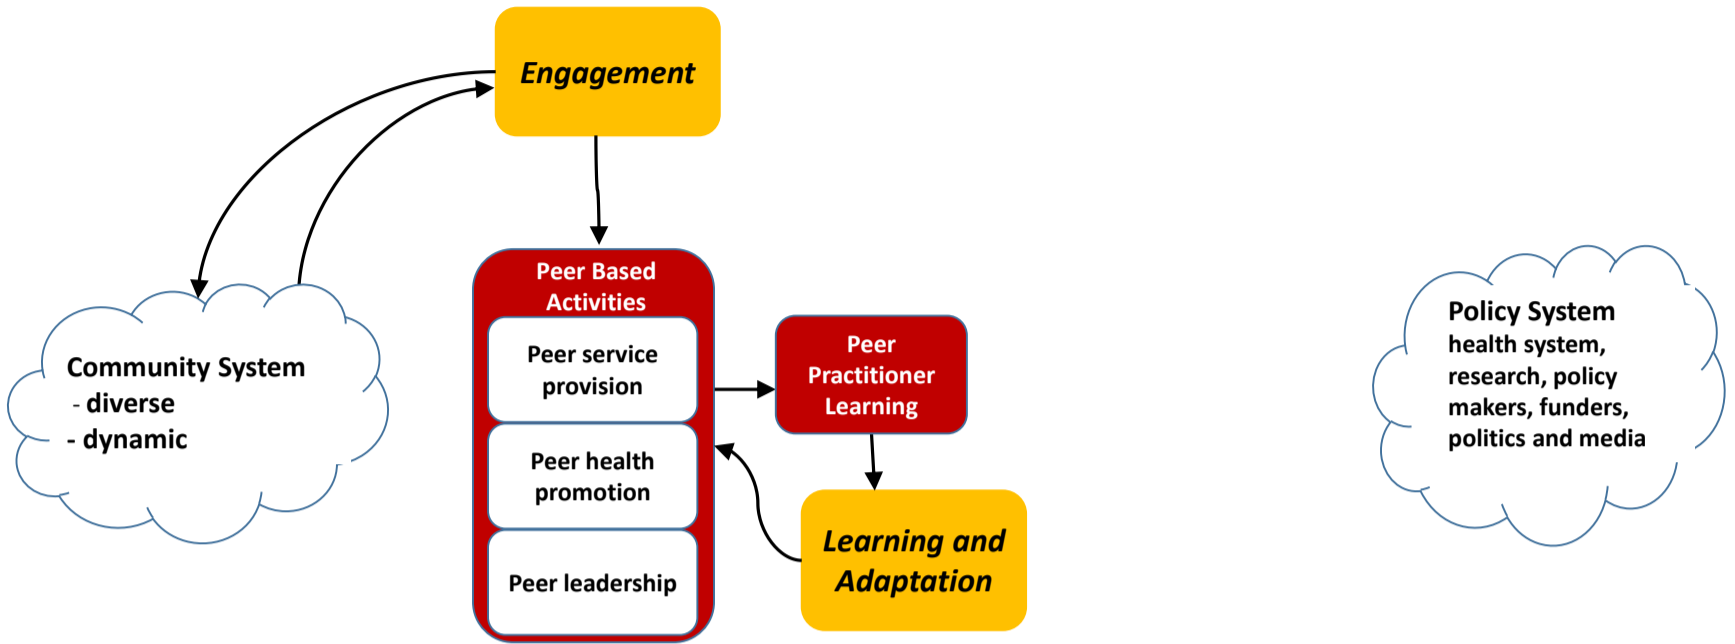 Engagement
Peer Based
Activities
Peer service
provision
Peer health
promotion
Peer leadership
Peer
Practitioner
Learning
Learning and
Adaptation
Community System
- diverse
- dynamic
Policy System
health system,
research, policy
makers, funders,
politics and media